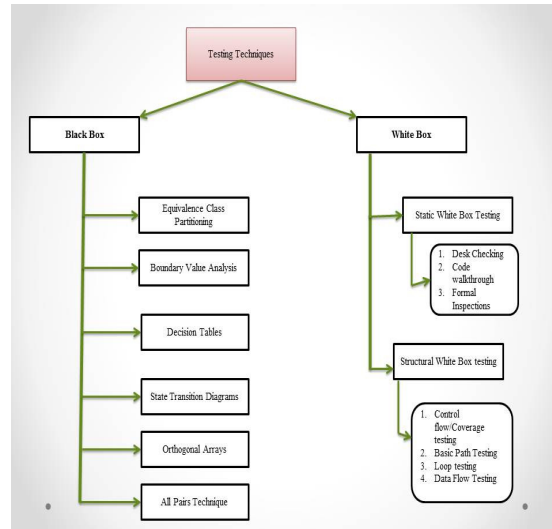 Testing Techniques
Black Box
White Box
Equivalence Class
Partitioning
Boundary Value Analysis
Decision Tables
State Transition Diagrams
Orthogonal Arrays
All Pairs Technique
Static White Box Testing
1. Desk Checking
2. Code
walkthrough
3. Formal
Inspections
Structural White Box testing
1. Control
flow/Coverage
testing
2. Basic Path Testing
3. Loop testing
4. Data Flow Testing